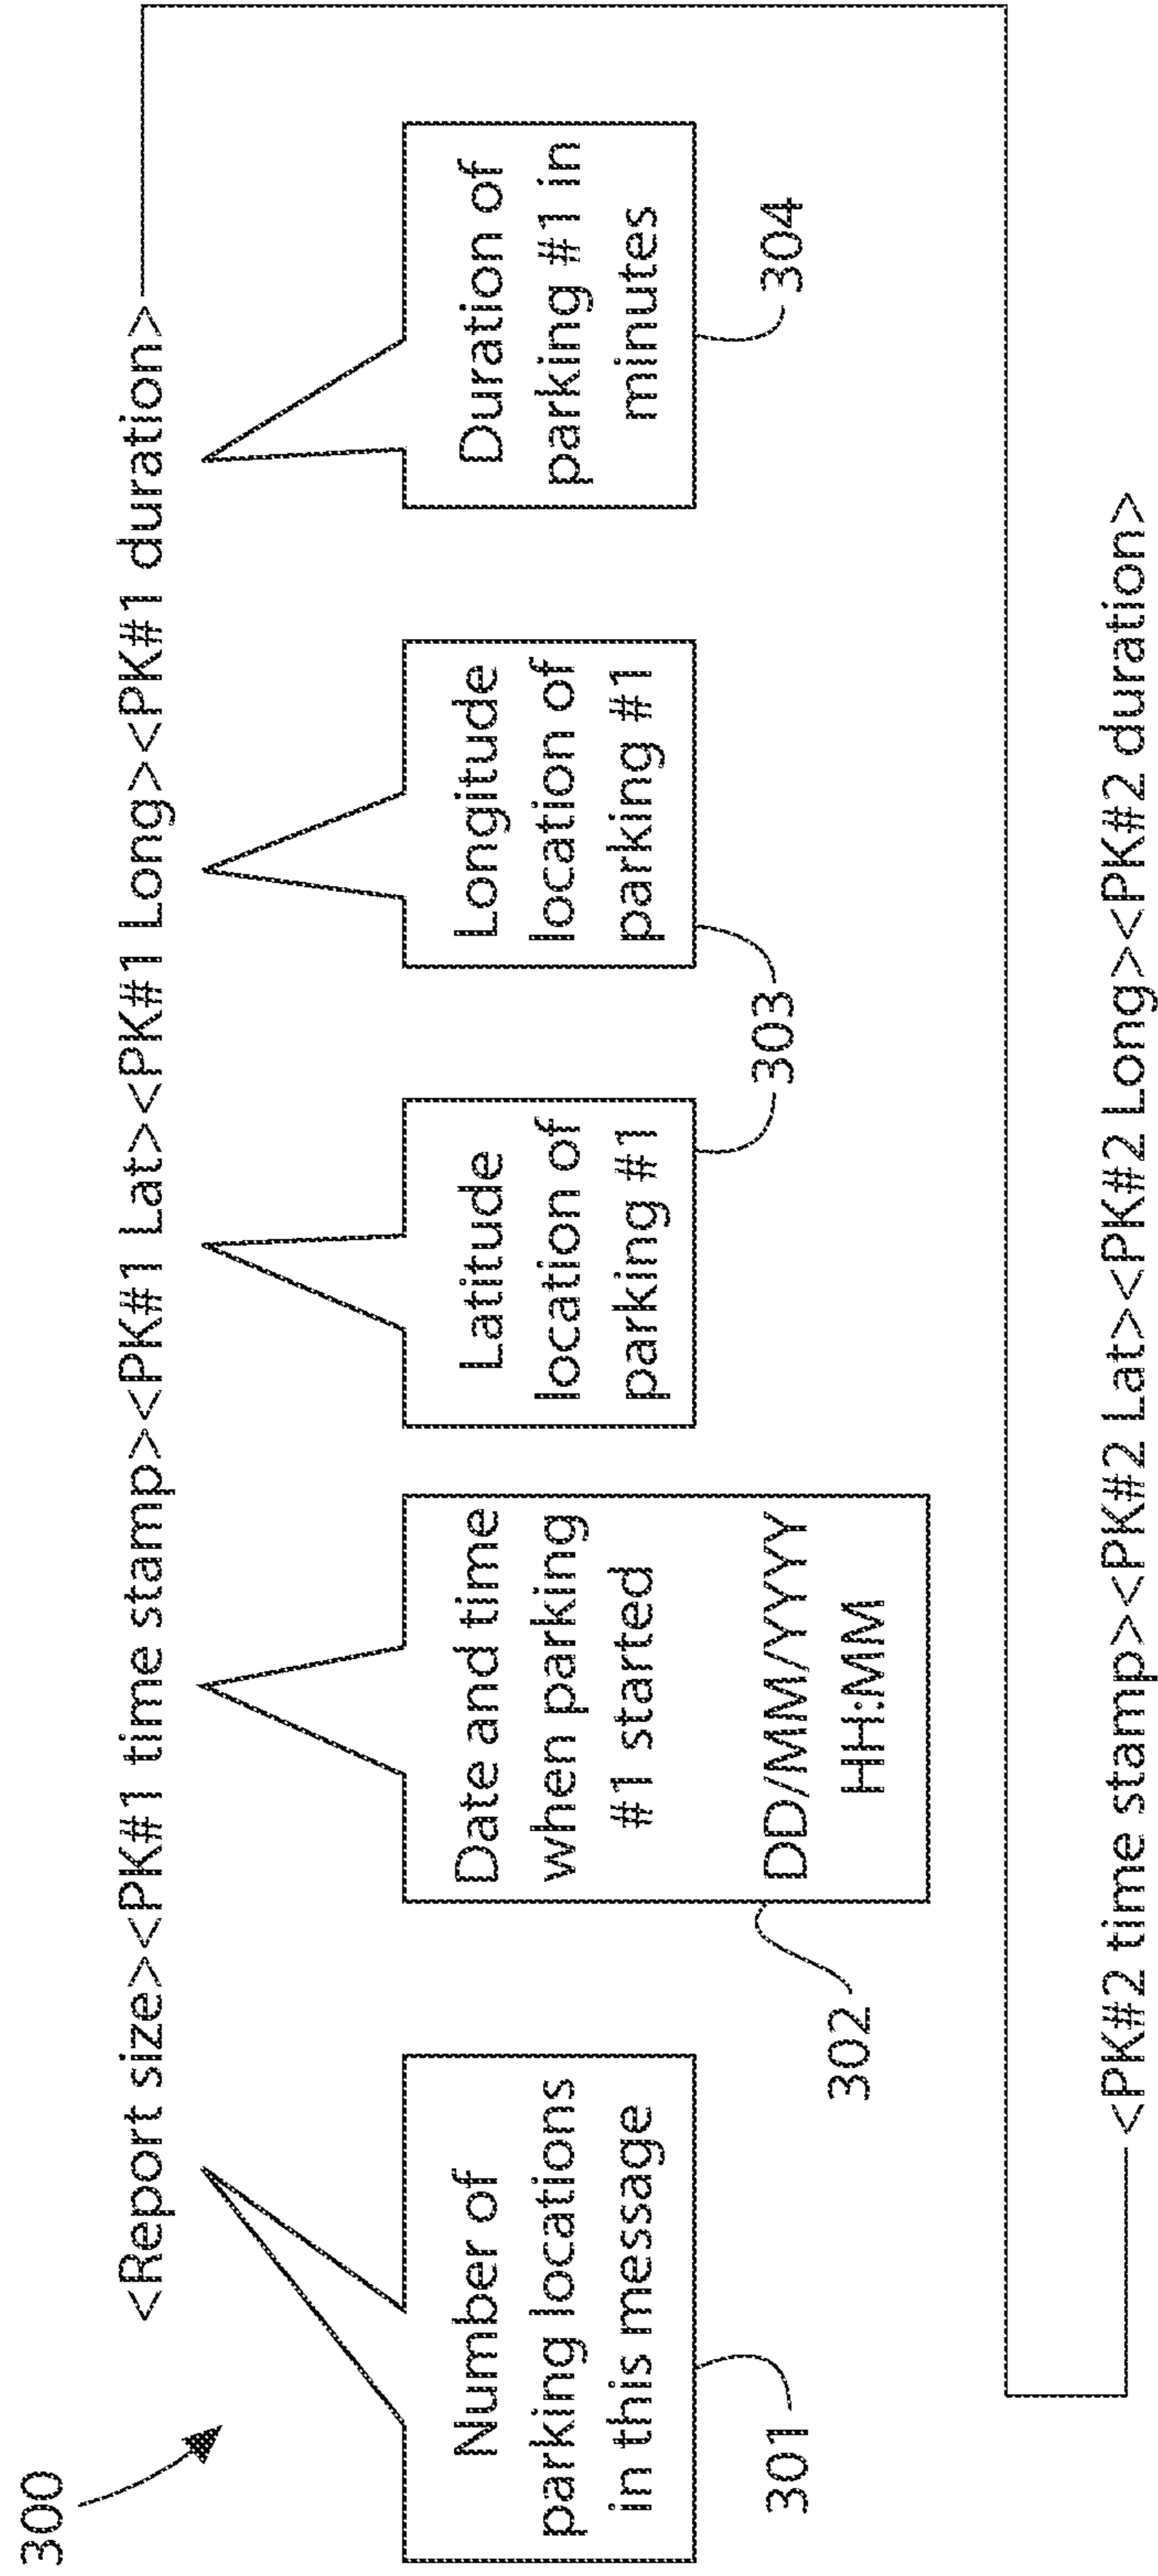 300
<Report size><PK#1 time stamp><PK#1 Lat><PK#1 Long><PK#1 duration>
Number of
parking locations
in this message
301
Date and time
when parking
#1 started
DD/MM/YYYY
HH:MM
302
Latitude
location of
parking #1
Longitude
location of
parking #1
303
Duration of
parking #1 in
minutes
304
<PK#2 time stamp><PK#2 Lat><PK#2 Long><PK#2 duration>